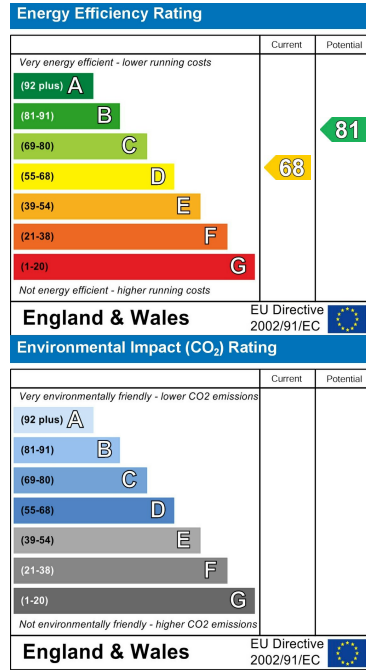 Energy Efficiency Rating
Current Potential
Very energy efficient - lower running costs
(92 plus) A
(81-91) B
(69-80) C
(55-68) D
(39-54) E
(21-38) F
(1-20) G
68
81
Not energy efficient - higher running costs
England & Wales
EU Directive
2002/91/EC
Environmental Impact (CO₂) Rating
Current Potential
Very environmentally friendly - lower CO2 emissions
(92 plus) A
(81-91) B
(69-80) C
(55-68) D
(39-54) E
(21-38) F
(1-20) G
Not environmentally friendly - higher CO2 emissions
England & Wales
EU Directive
2002/91/EC